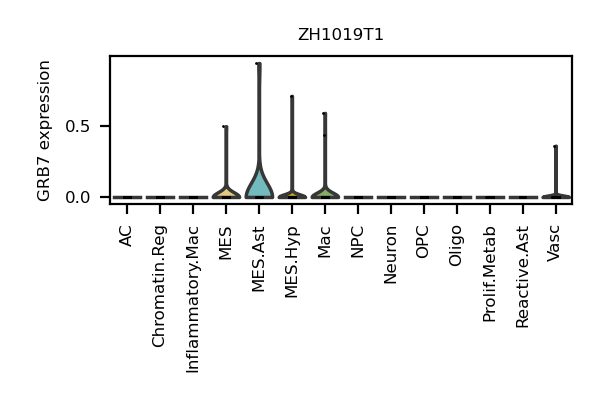 ZH1019T1
GRB7 expression
0.5
0.0
AC
Chromatin.Reg
Inflammatory.Mac
MES
MES.Ast
MES.Hyp
Mac
NPC
Neuron
OPC
Oligo
Prolif.Metab
Reactive.Ast
Vasc